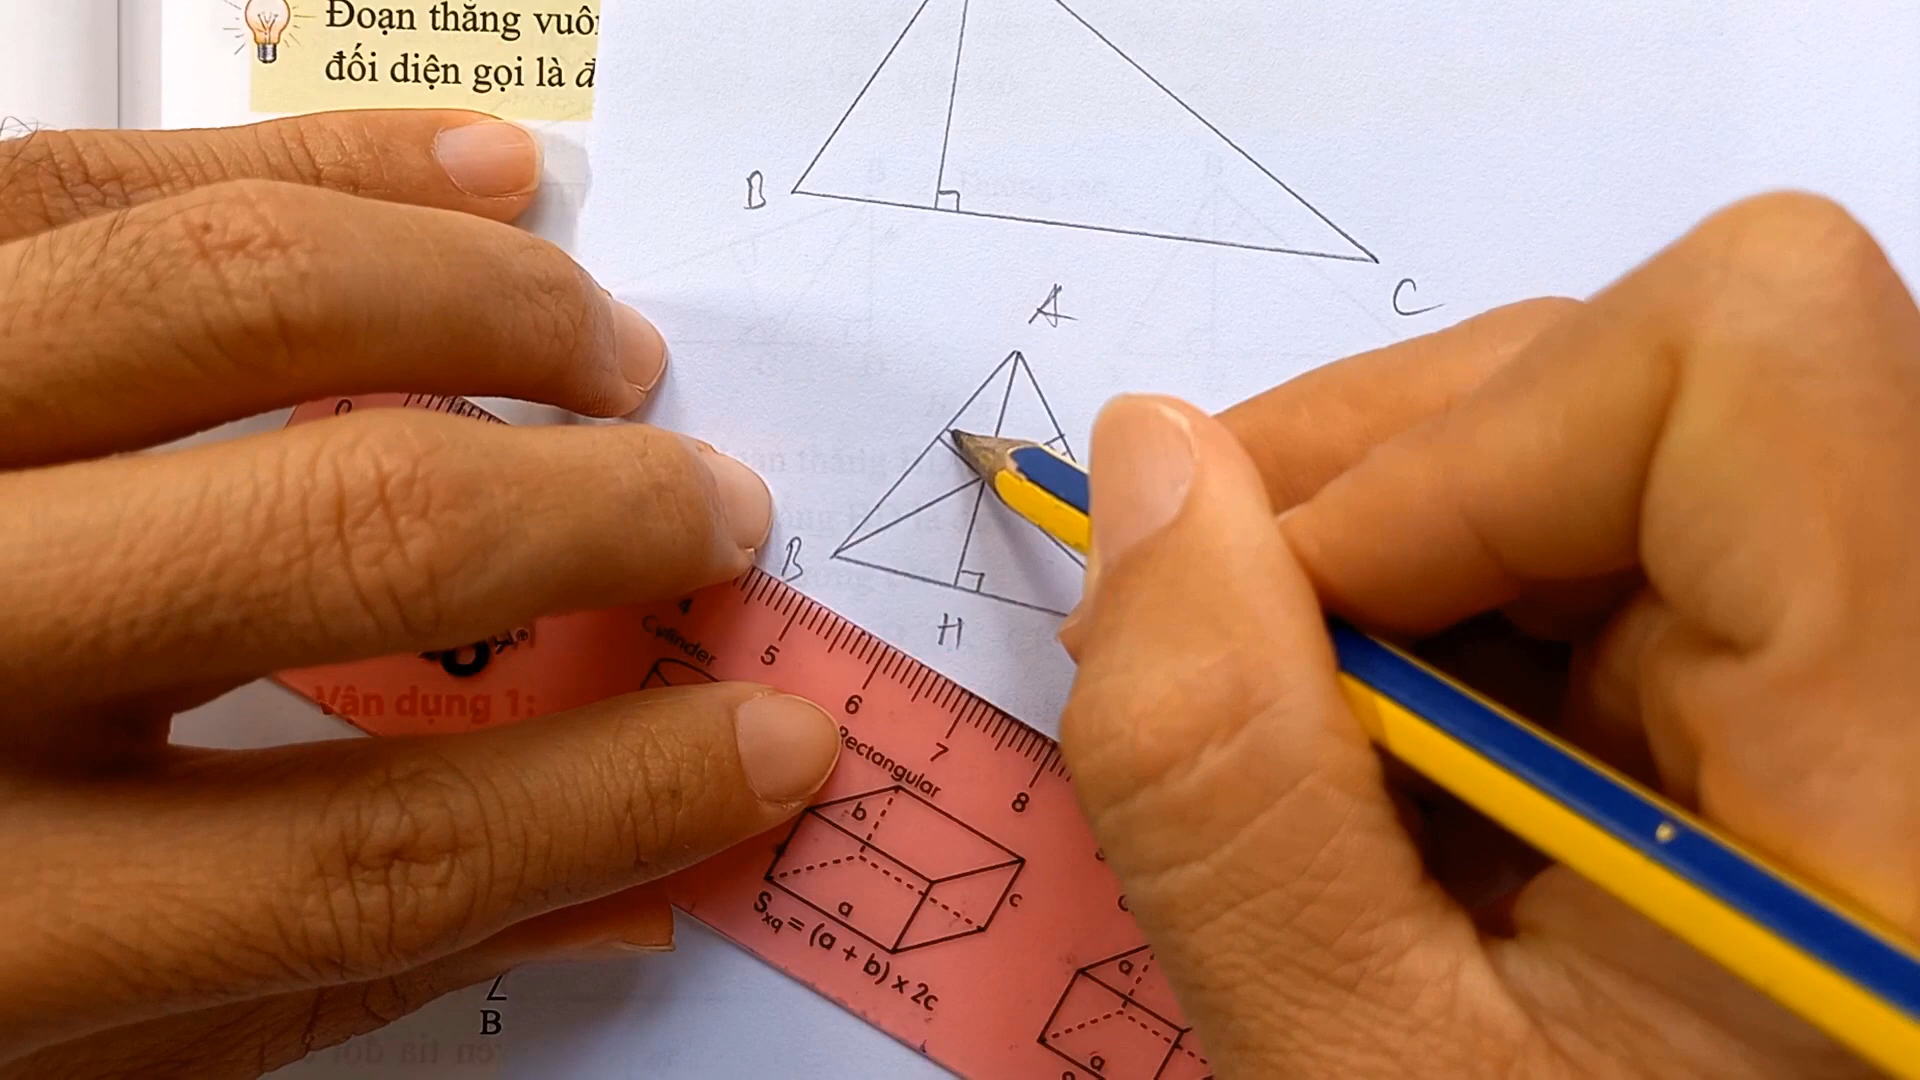 Đoạn thẳng vuô
đối diện gọi là đ
B
C
A
B
H
0
4
5
6
7
8
Cylinder
Rectangular
Vận dụng 1:
b
a
c
Sxq = (a + b) x 2c
a
a
B